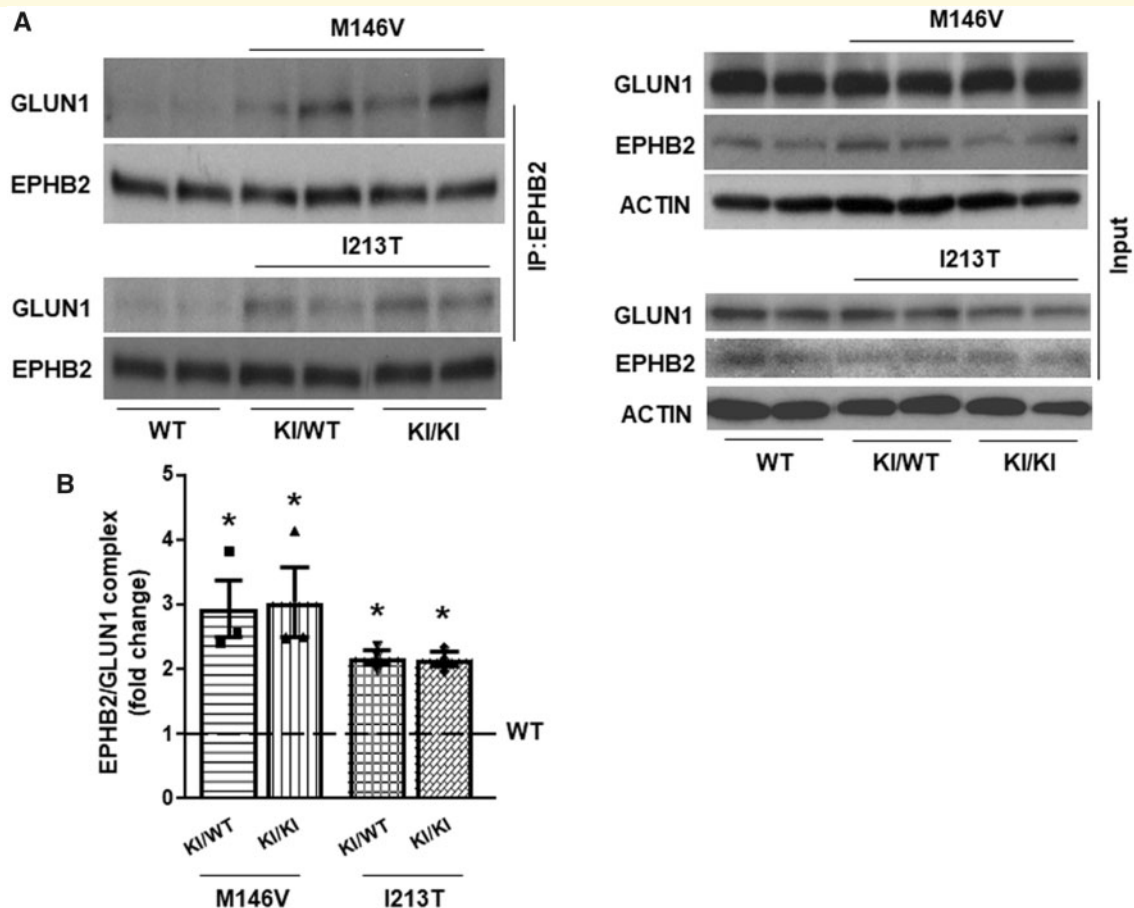 A
M146V
GLUN1
EPHB2
I213T
GLUN1
EPHB2
WT
KI/WT
KI/KI
IP:EPHB2
M146V
GLUN1
EPHB2
ACTIN
I213T
GLUN1
EPHB2
ACTIN
WT
KI/WT
KI/KI
Input
B
EPHB2/GLUN1 complex
(fold change)
5
4
3
2
1
0
* * * *
WT
KI/WT
KI/KI
KI/WT
KI/KI
M146V
I213T